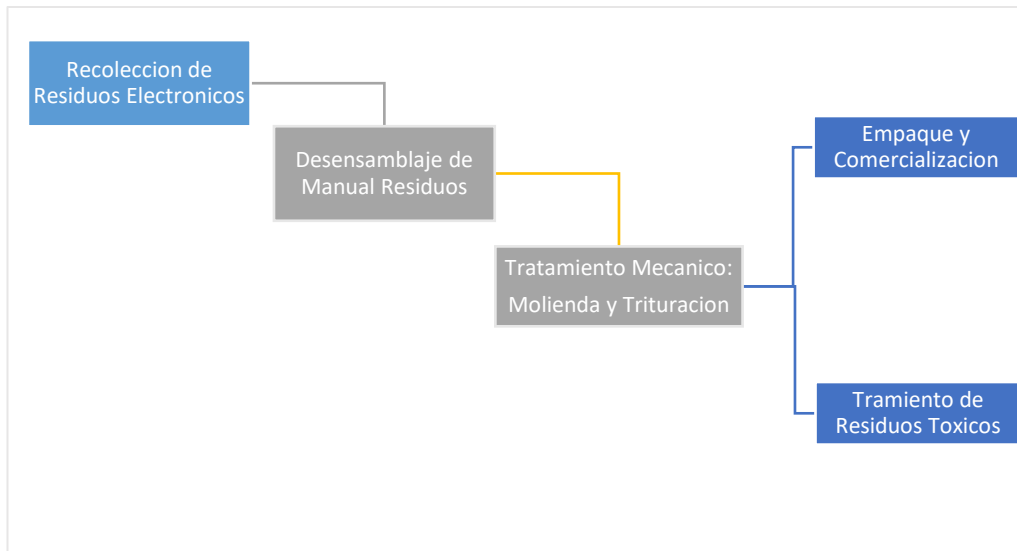 Recoleccion de
Residuos Electronicos
Desensamblaje de
Manual Residuos
Tratamiento Mecanico:
Molienda y Trituracion
Empaque y
Comercializacion
Tramiento de
Residuos Toxicos